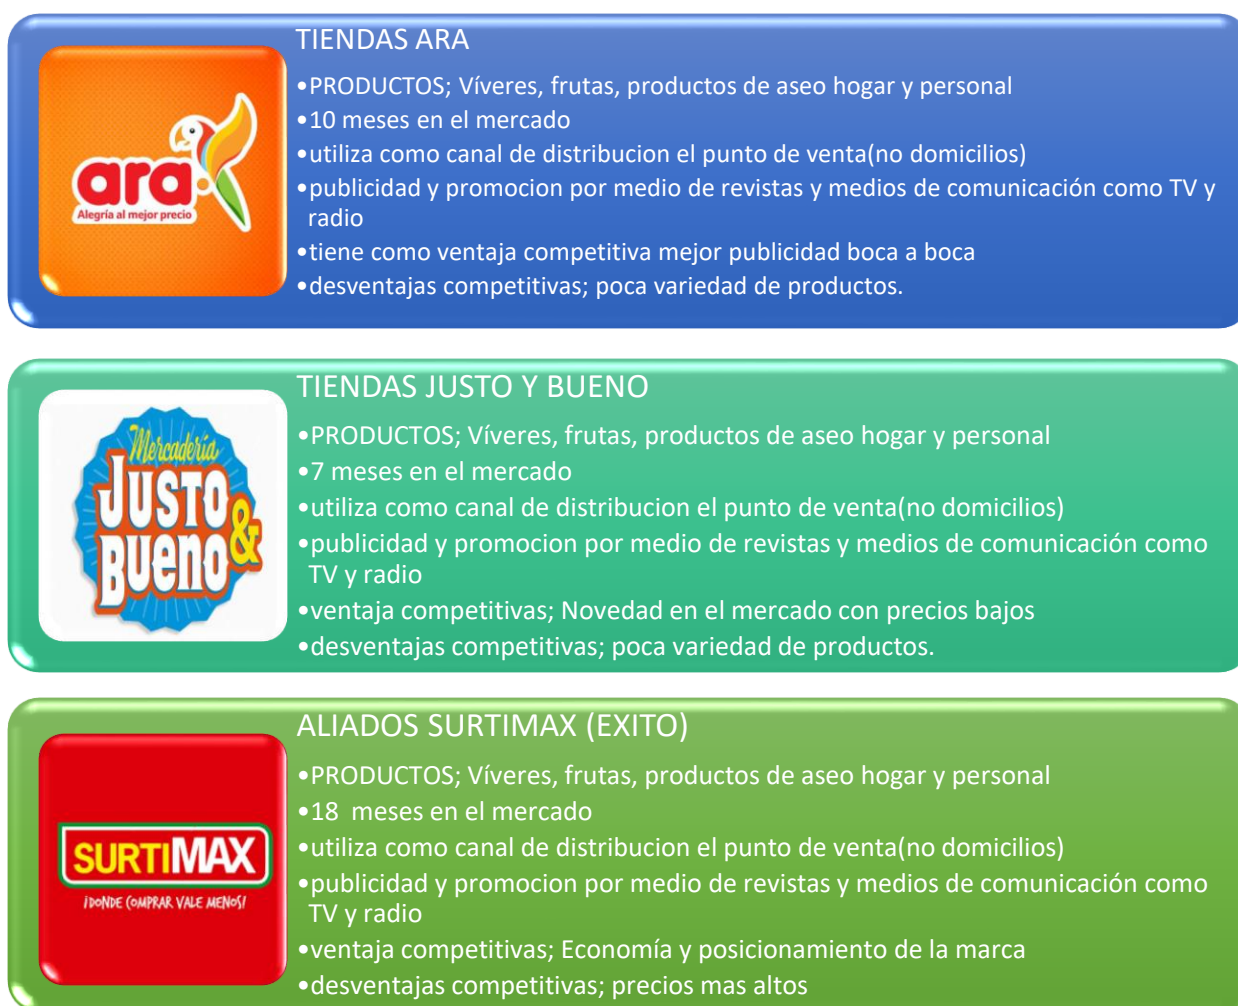 TIENDAS ARA
•PRODUCTOS; Víveres, frutas, productos de aseo hogar y personal
•10 meses en el mercado
•utiliza como canal de distribucion el punto de venta(no domicilios)
•publicidad y promocion por medio de revistas y medios de comunicación como TV y
radio
•tiene como ventaja competitiva mejor publicidad boca a boca
•desventajas competitivas; poca variedad de productos.
ara
Alegría al mejor precio
TIENDAS JUSTO Y BUENO
•PRODUCTOS; Víveres, frutas, productos de aseo hogar y personal
•7 meses en el mercado
•utiliza como canal de distribucion el punto de venta(no domicilios)
•publicidad y promocion por medio de revistas y medios de comunicación como
TV y radio
•ventaja competitivas; Novedad en el mercado con precios bajos
•desventajas competitivas; poca variedad de productos.
Mercadería
JUSTO &
BUENO
ALIADOS SURTIMAX (EXITO)
•PRODUCTOS; Víveres, frutas, productos de aseo hogar y personal
•18  meses en el mercado
•utiliza como canal de distribucion el punto de venta(no domicilios)
•publicidad y promocion por medio de revistas y medios de comunicación como
TV y radio
•ventaja competitivas; Economía y posicionamiento de la marca
•desventajas competitivas; precios mas altos
SURTIMAX
¡DONDE COMPRAR VALE MENOS!